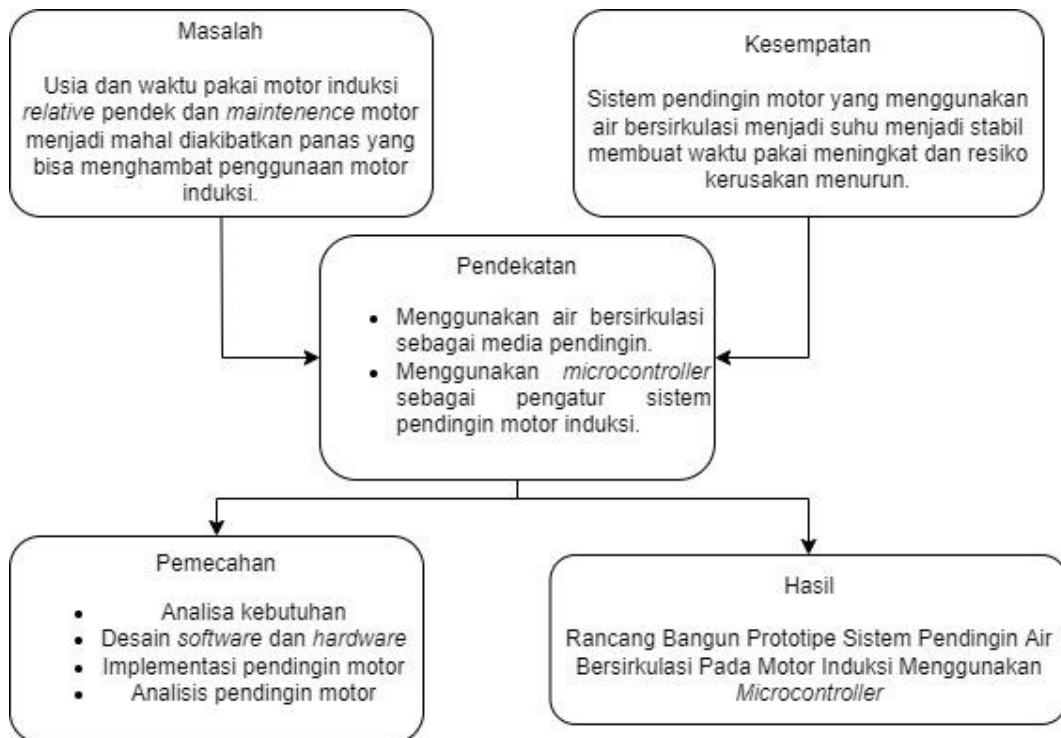 Masalah
Usia dan waktu pakai motor induksi
relative pendek dan maintenence motor
menjadi mahal diakibatkan panas yang
bisa menghambat penggunaan motor
induksi.
Kesempatan
Sistem pendingin motor yang menggunakan
air bersirkulasi menjadi suhu menjadi stabil
membuat waktu pakai meningkat dan resiko
kerusakan menurun.
Pendekatan
• Menggunakan air bersirkulasi
sebagai media pendingin.
• Menggunakan microcontroller
sebagai pengatur sistem
pendingin motor induksi.
Pemecahan
• Analisa kebutuhan
• Desain software dan hardware
• Implementasi pendingin motor
• Analisis pendingin motor
Hasil
Rancang Bangun Prototipe Sistem Pendingin Air
Bersirkulasi Pada Motor Induksi Menggunakan
Microcontroller